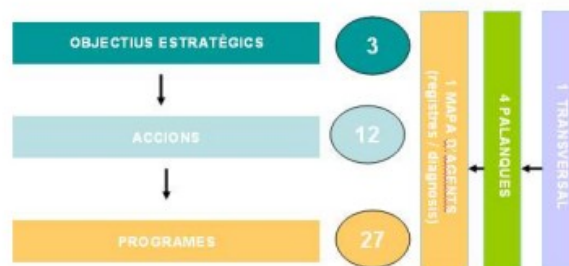 OBJECTIUS ESTRATÈGICS
3
ACCIONS
12
PROGRAMES
27
1 MAPA D'AGENTS
(registres / diagnosis)
4 PALANQUES
1 TRANSVERSAL